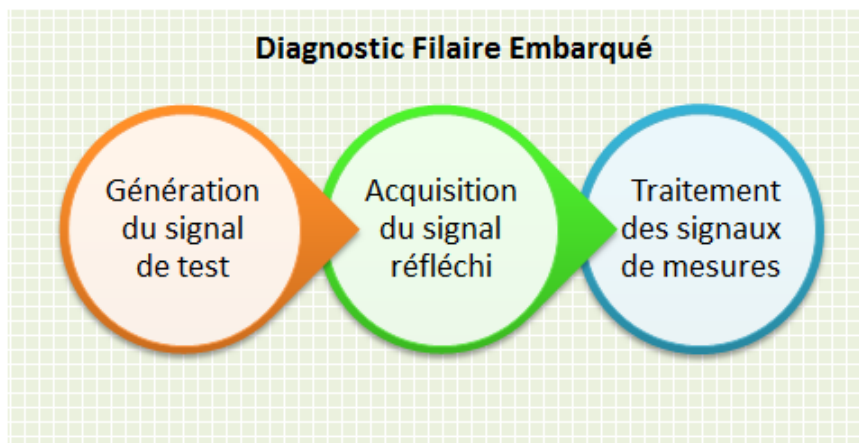 Diagnostic Filaire Embarqué
Génération
du signal
de test
Acquisition
du signal
réfléchi
Traitement
des signaux
de mesures